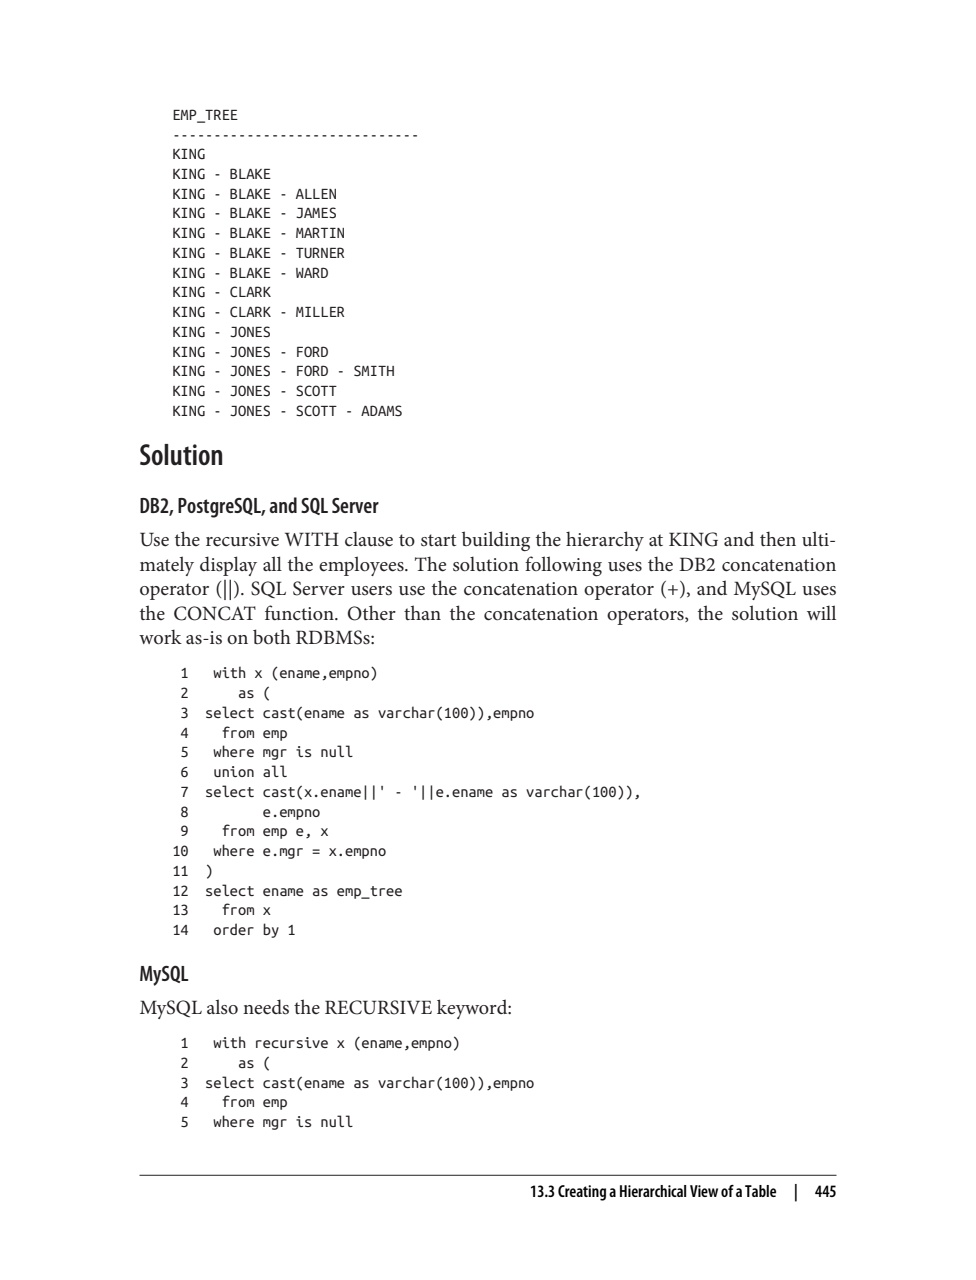 EMP_TREE
------------------------------
KING
KING - BLAKE
KING - BLAKE - ALLEN
KING - BLAKE - JAMES
KING - BLAKE - MARTIN
KING - BLAKE - TURNER
KING - BLAKE - WARD
KING - CLARK
KING - CLARK - MILLER
KING - JONES
KING - JONES - FORD
KING - JONES - FORD - SMITH
KING - JONES - SCOTT
KING - JONES - SCOTT - ADAMS
Solution
DB2, PostgreSQL, and SQL Server
Use the recursive WITH clause to start building the hierarchy at KING and then ulti-
mately display all the employees. The solution following uses the DB2 concatenation
operator (||). SQL Server users use the concatenation operator (+), and MySQL uses
the CONCAT function. Other than the concatenation operators, the solution will
work as-is on both RDBMSs:
1   with x (ename,empno)
2      as (
3  select cast(ename as varchar(100)),empno
4    from emp
5   where mgr is null
6   union all
7  select cast(x.ename||' - '||e.ename as varchar(100)),
8         e.empno
9    from emp e, x
10   where e.mgr = x.empno
11  )
12  select ename as emp_tree
13    from x
14   order by 1
MySQL
MySQL also needs the RECURSIVE keyword:
1   with recursive x (ename,empno)
2      as (
3  select cast(ename as varchar(100)),empno
4    from emp
5   where mgr is null
13.3 Creating a Hierarchical View of a Table | 445